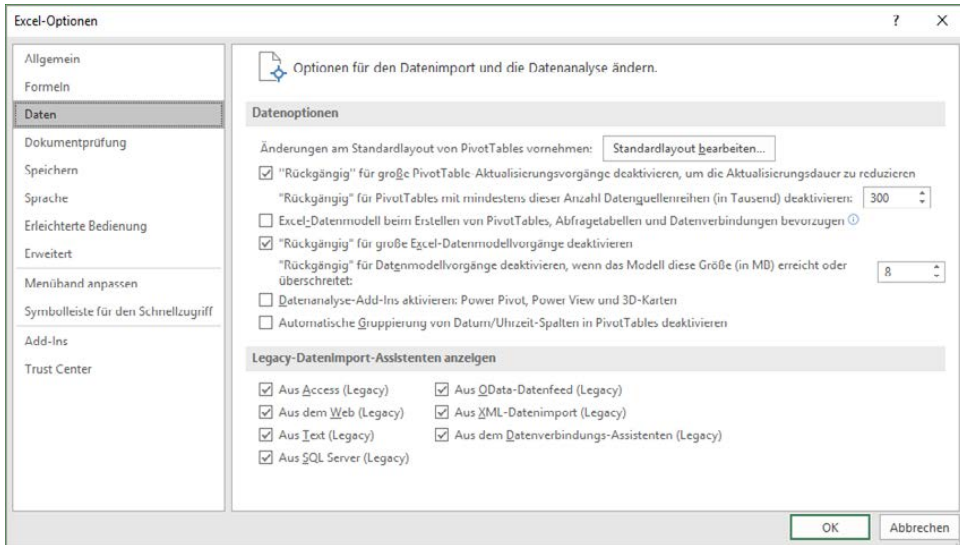 Excel-Optionen
? X
Allgemein
Formeln
Daten
Dokumentprüfung
Speichern
Sprache
Erleichterte Bedienung
Erweitert
Menüband anpassen
Symbolleiste für den Schnellzugriff
Add-Ins
Trust Center
Optionen für den Datenimport und die Datenanalyse ändern.
Datenoptionen
Änderungen am Standardlayout von PivotTables vornehmen: Standardlayout bearbeiten...
"Rückgängig" für große PivotTable-Aktualisierungsvorgänge deaktivieren, um die Aktualisierungsdauer zu reduzieren
"Rückgängig" für PivotTables mit mindestens dieser Anzahl Datenquellenreihen (in Tausend) deaktivieren: 300
Excel-Datenmodell beim Erstellen von PivotTables, Abfragetabellen und Datenverbindungen bevorzugen
"Rückgängig" für große Excel-Datenmodellvorgänge deaktivieren
"Rückgängig" für Datenmodellvorgänge deaktivieren, wenn das Modell diese Größe (in MB) erreicht oder
überschreitet: 8
Datenanalyse-Add-Ins aktivieren: Power Pivot, Power View und 3D-Karten
Automatische Gruppierung von Datum/Uhrzeit-Spalten in PivotTables deaktivieren
Legacy-Datenimport-Assistenten anzeigen
Aus Access (Legacy) Aus OData-Datenfeed (Legacy)
Aus dem Web (Legacy) Aus XML-Datenimport (Legacy)
Aus Text (Legacy) Aus dem Datenverbindungs-Assistenten (Legacy)
Aus SQL Server (Legacy)
OK Abbrechen